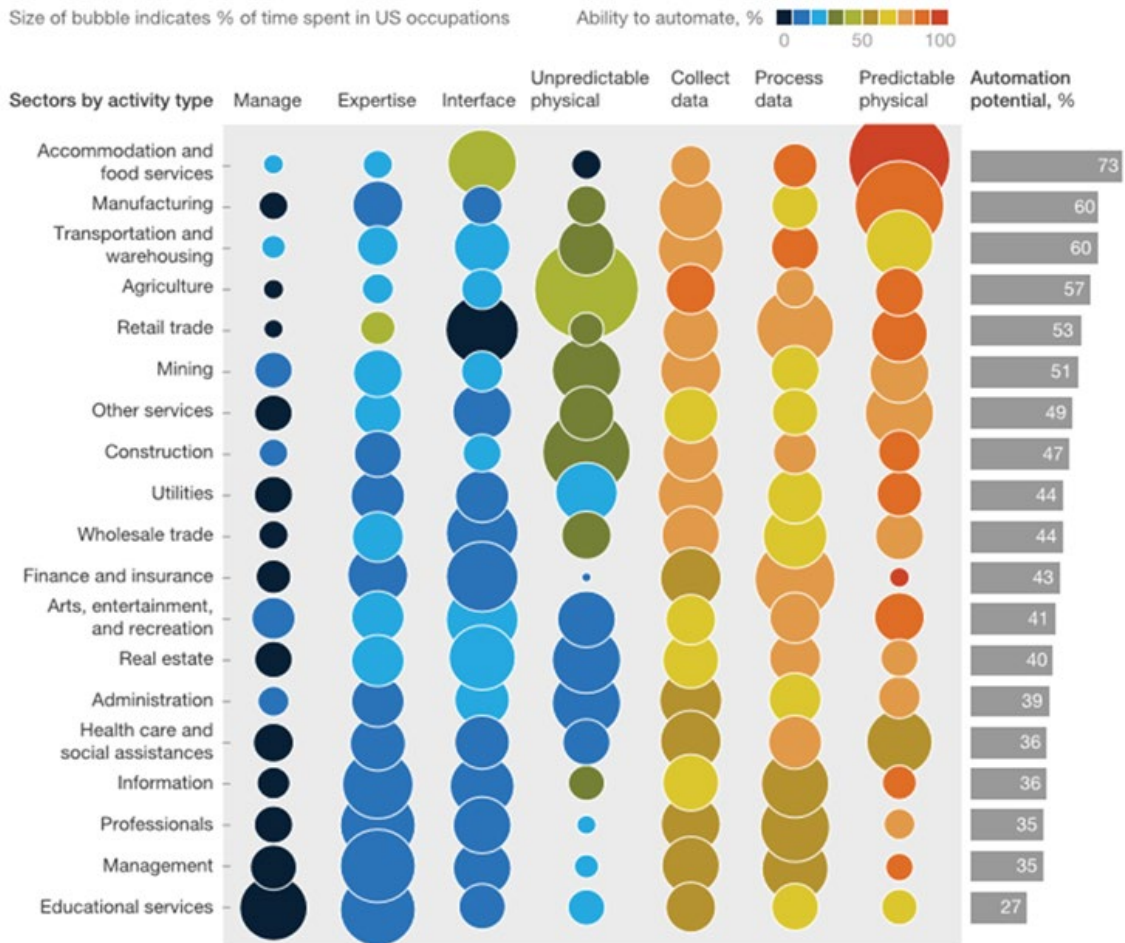 Size of bubble indicates % of time spent in US occupations
Ability to automate, %
0 50 100
Sectors by activity type
Manage
Expertise
Interface
Unpredictable
physical
Collect
data
Process
data
Predictable
physical
Automation
potential, %
Accommodation and
food services
73
Manufacturing
60
Transportation and
warehousing
60
Agriculture
57
Retail trade
53
Mining
51
Other services
49
Construction
47
Utilities
44
Wholesale trade
44
Finance and insurance
43
Arts, entertainment,
and recreation
41
Real estate
40
Administration
39
Health care and
social assistances
36
Information
36
Professionals
35
Management
35
Educational services
27